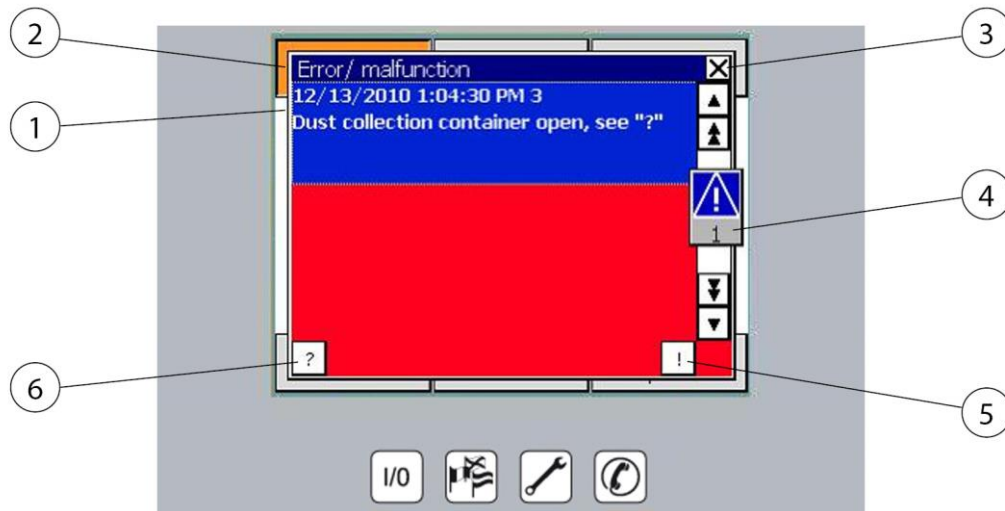 2
3
Error/ malfunction
X
12/13/2010 1:04:30 PM 3
Dust collection container open, see "?"
1
!
4
1
?
!
6
5
I/0